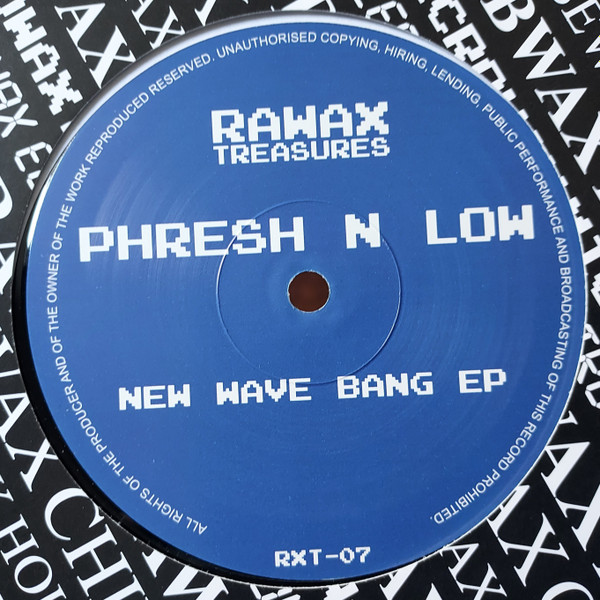 ALL RIGHTS OF THE PRODUCER AND OF THE OWNER OF THE WORK REPRODUCED RESERVED. UNAUTHORISED COPYING, HIRING, LENDING, PUBLIC PERFORMANCE AND BROADCASTING OF THIS RECORD PROHIBITED.
RAWAX
TREASURES
PHRESH N LOW
NEW WAVE BANG EP
RXT-07